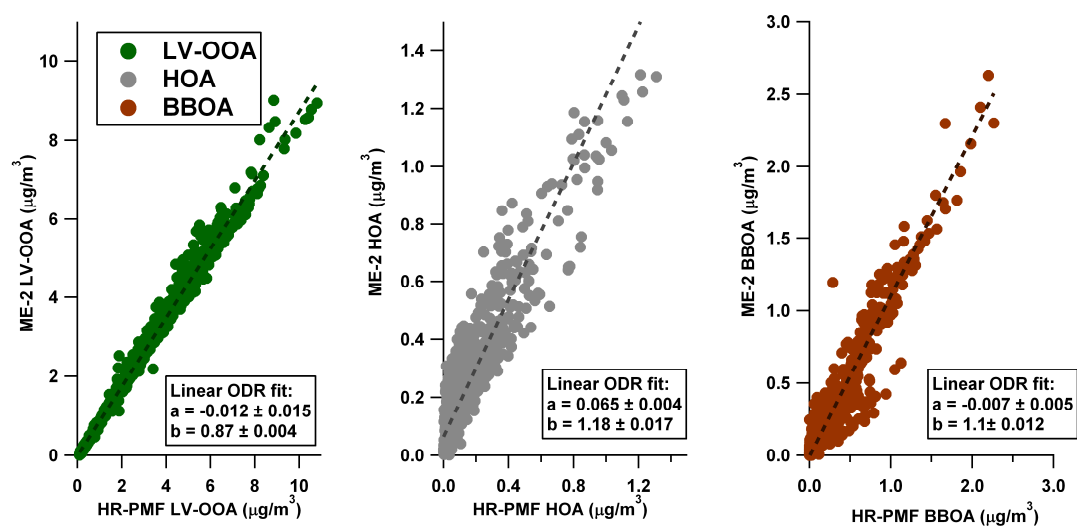 LV-OOA
HOA
BBOA
ME-2 LV-OOA (µg/m³)
10
8
6
4
2
0
Linear ODR fit:
a = -0.012 ± 0.015
b = 0.87 ± 0.004
0 2 4 6 8 10
HR-PMF LV-OOA (µg/m³)
ME-2 HOA (µg/m³)
1.4
1.2
1.0
0.8
0.6
0.4
0.2
0.0
Linear ODR fit:
a = 0.065 ± 0.004
b = 1.18 ± 0.017
0.0 0.4 0.8 1.2
HR-PMF HOA (µg/m³)
ME-2 BBOA (µg/m³)
3.0
2.5
2.0
1.5
1.0
0.5
0.0
Linear ODR fit:
a = -0.007 ± 0.005
b = 1.1± 0.012
0.0 1.0 2.0 3.0
HR-PMF BBOA (µg/m³)